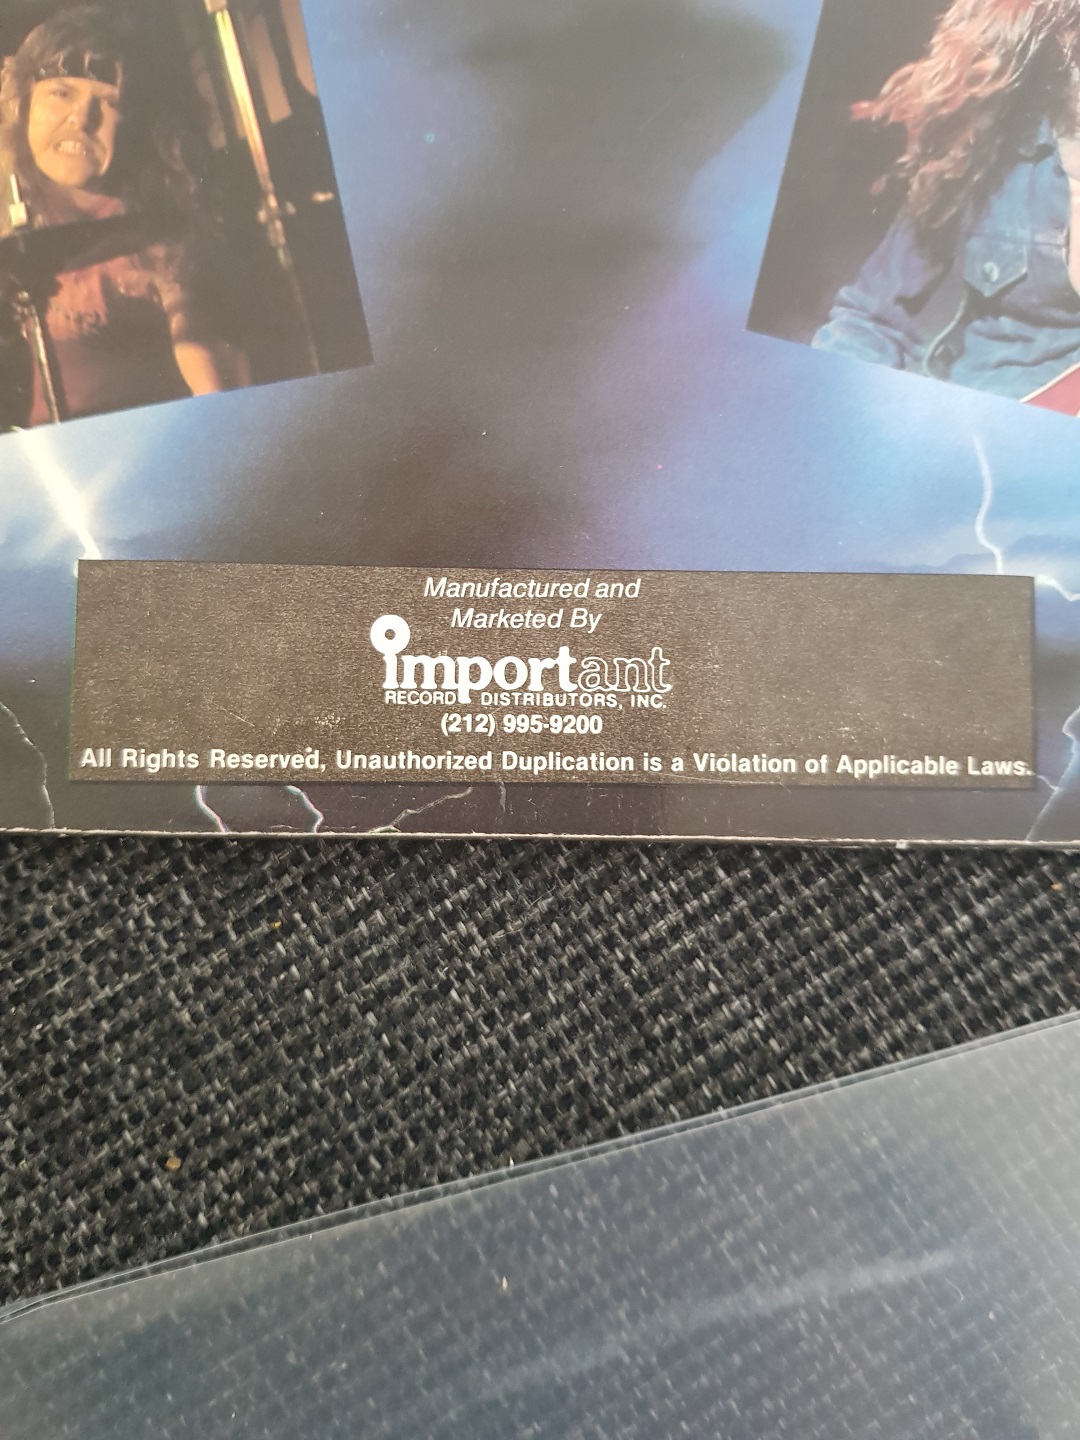 Manufactured and
Marketed By
important
RECORD DISTRIBUTORS, INC.
(212) 995-9200
All Rights Reserved, Unauthorized Duplication is a Violation of Applicable Laws.